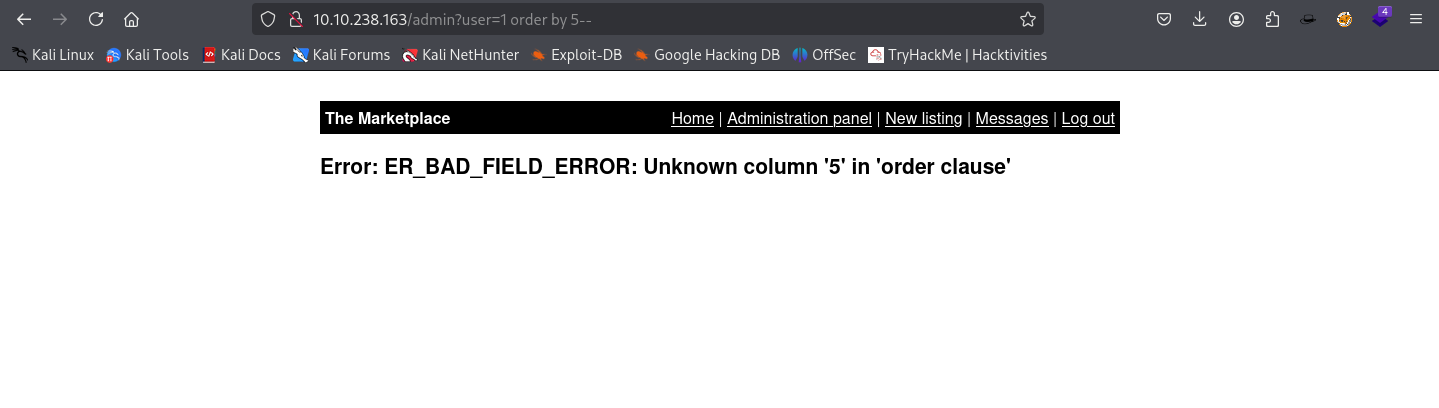 10.10.238.163/admin?user=1 order by 5--
4
Kali Linux Kali Tools Kali Docs Kali Forums Kali NetHunter Exploit-DB Google Hacking DB OffSec TryHackMe | Hacktivities
The Marketplace Home | Administration panel | New listing | Messages | Log out
Error: ER_BAD_FIELD_ERROR: Unknown column '5' in 'order clause'